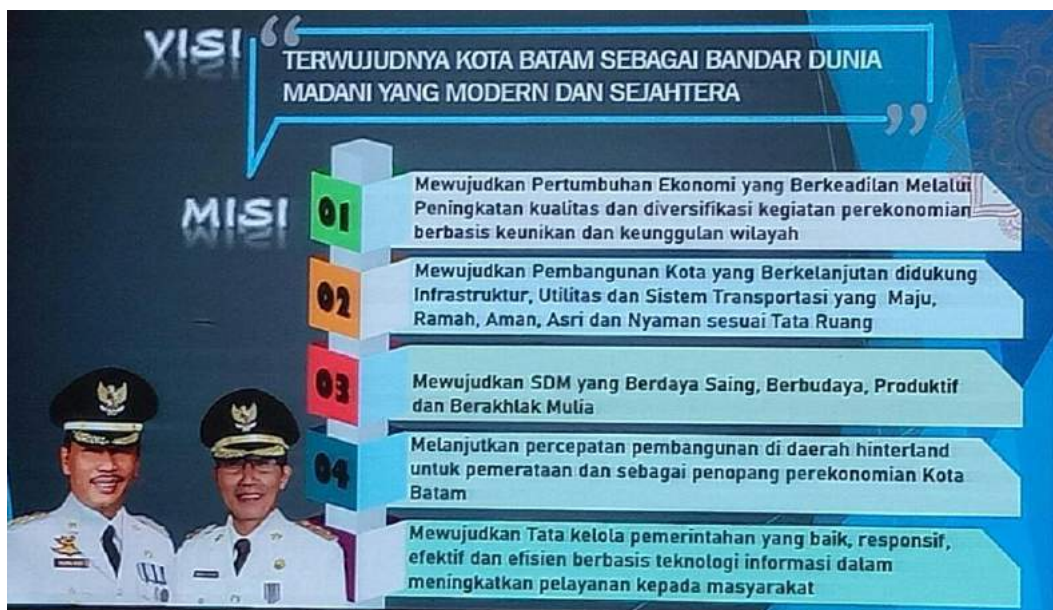 VISI
TERWUJUDNYA KOTA BATAM SEBAGAI BANDAR DUNIA
MADANI YANG MODERN DAN SEJAHTERA
MISI
01
Mewujudkan Pertumbuhan Ekonomi yang Berkeadilan Melalui
Peningkatan kualitas dan diversifikasi kegiatan perekonomian
berbasis keunikan dan keunggulan wilayah
02
Mewujudkan Pembangunan Kota yang Berkelanjutan didukung
Infrastruktur, Utilitas dan Sistem Transportasi yang Maju,
Ramah, Aman, Asri dan Nyaman sesuai Tata Ruang
03
Mewujudkan SDM yang Berdaya Saing, Berbudaya, Produktif
dan Berakhlak Mulia
04
Melanjutkan percepatan pembangunan di daerah hinterland
untuk pemerataan dan sebagai penopang perekonomian Kota
Batam
Mewujudkan Tata kelola pemerintahan yang baik, responsif,
efektif dan efisien berbasis teknologi informasi dalam
meningkatkan pelayanan kepada masyarakat